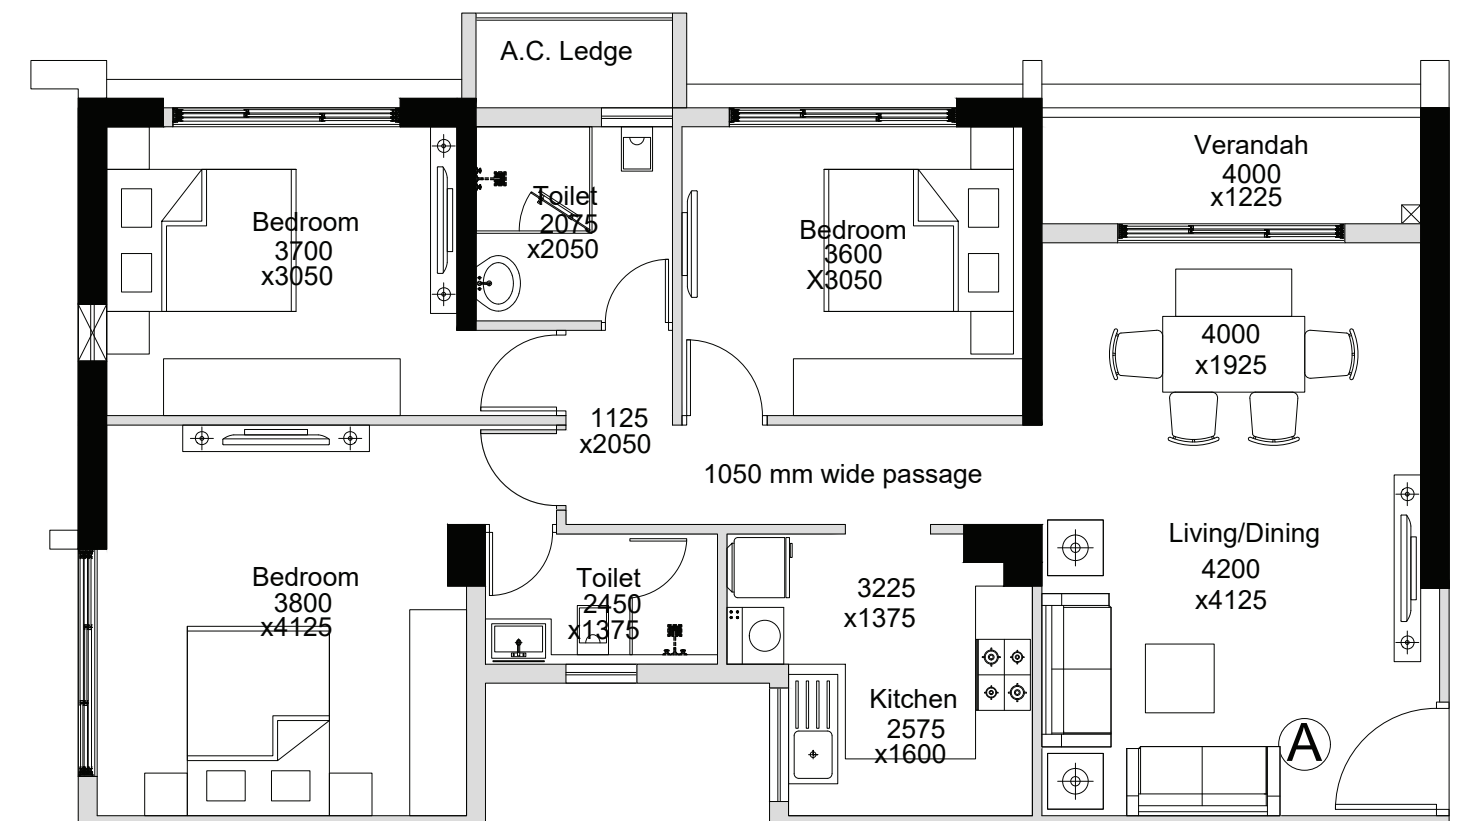 A.C. Ledge
Verandah
4000
x1225
Toilet
2075
x2050
Bedroom
3700
x3050
Bedroom
3600
X3050
4000
x1925
1125
x2050
1050 mm wide passage
Living/Dining
4200
x4125
Bedroom
3800
x4125
Toilet
2450
x1375
3225
x1375
Kitchen
2575
x1600
A